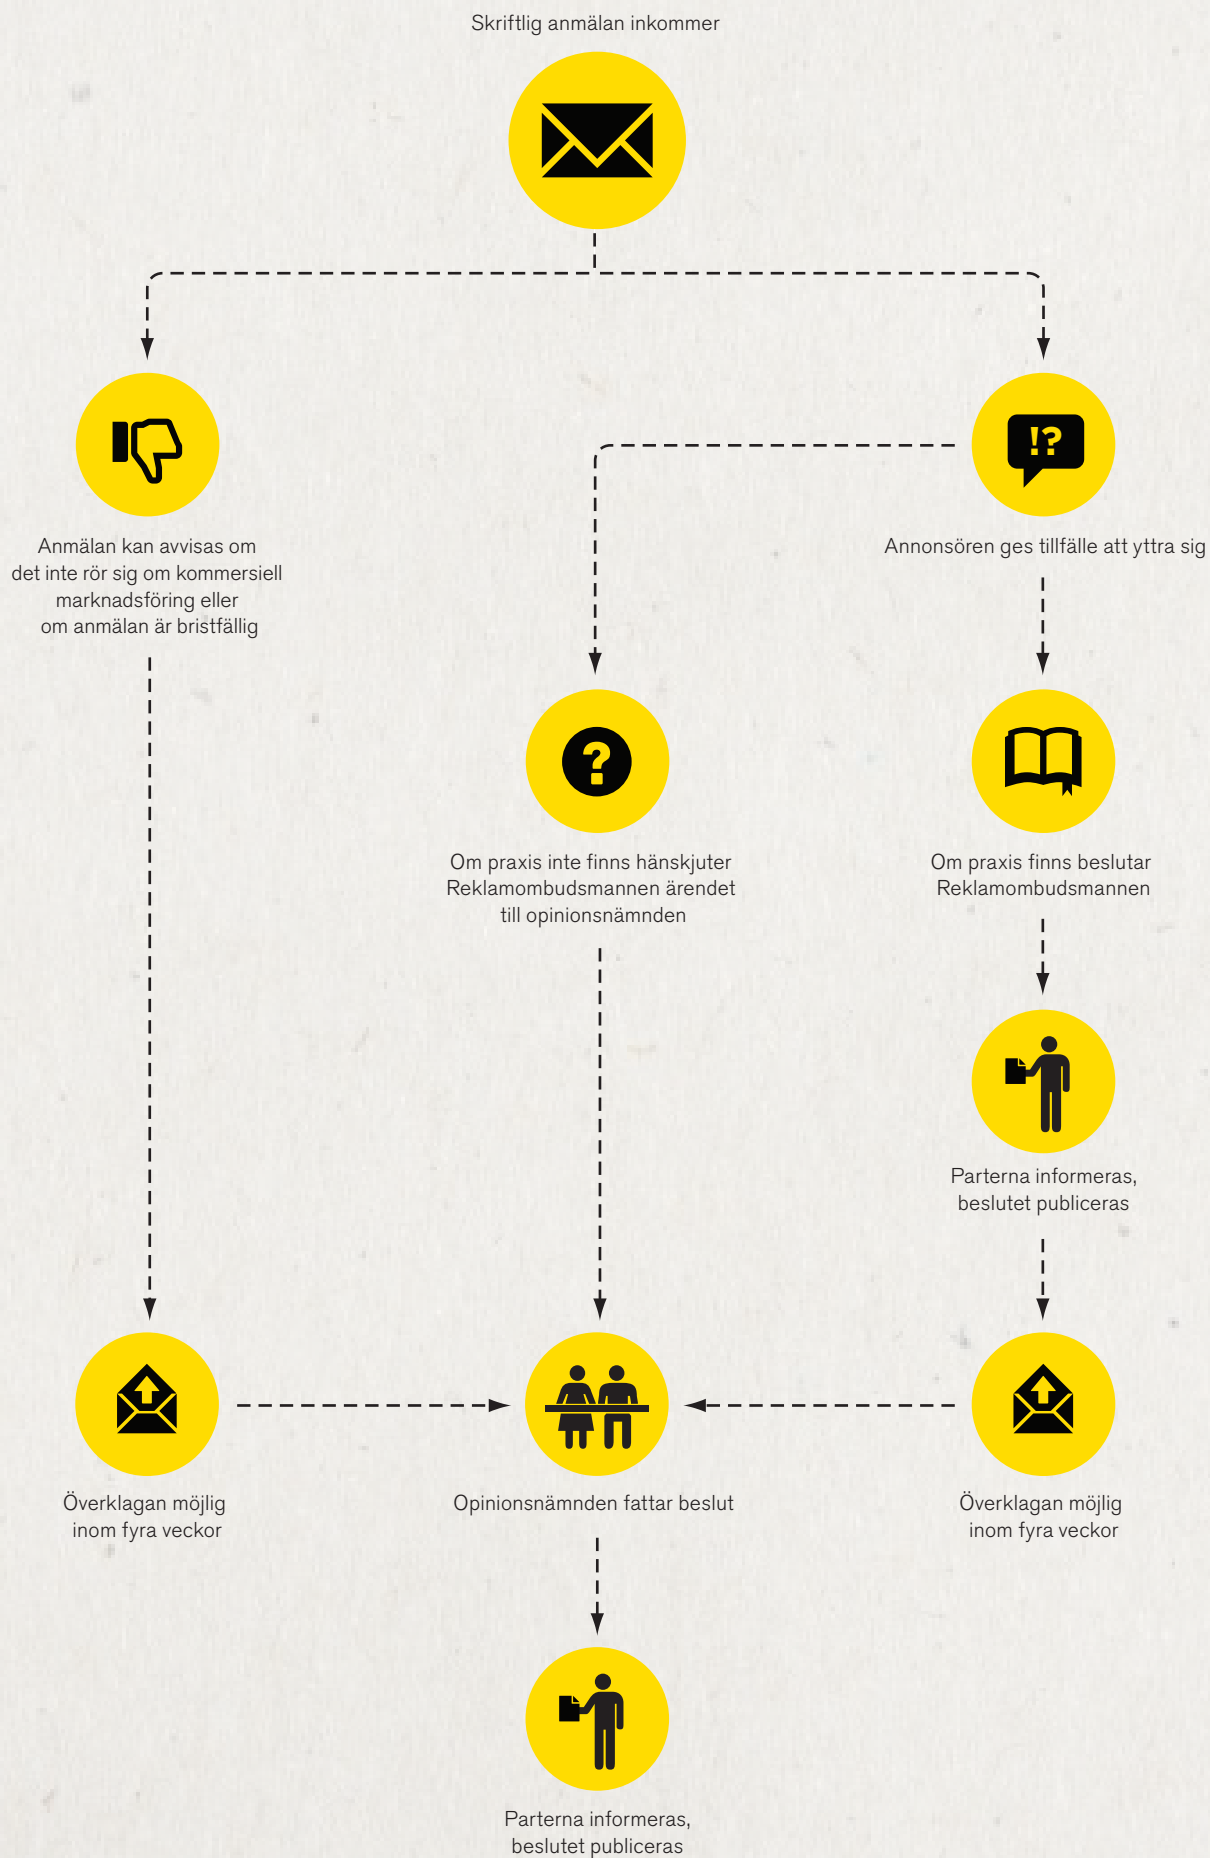 Skriftlig anmälan inkommer
!?
Anmälan kan avvisas om
det inte rör sig om kommersiell
marknadsföring eller
om anmälan är bristfällig
Annonsören ges tillfälle att yttra sig
?
Om praxis inte finns hänskjuter
Reklamombudsmannen ärendet
till opinionsnämnden
Om praxis finns beslutar
Reklamombudsmannen
Parterna informeras,
beslutet publiceras
Överklagan möjlig
inom fyra veckor
Opinionsnämnden fattar beslut
Överklagan möjlig
inom fyra veckor
Parterna informeras,
beslutet publiceras